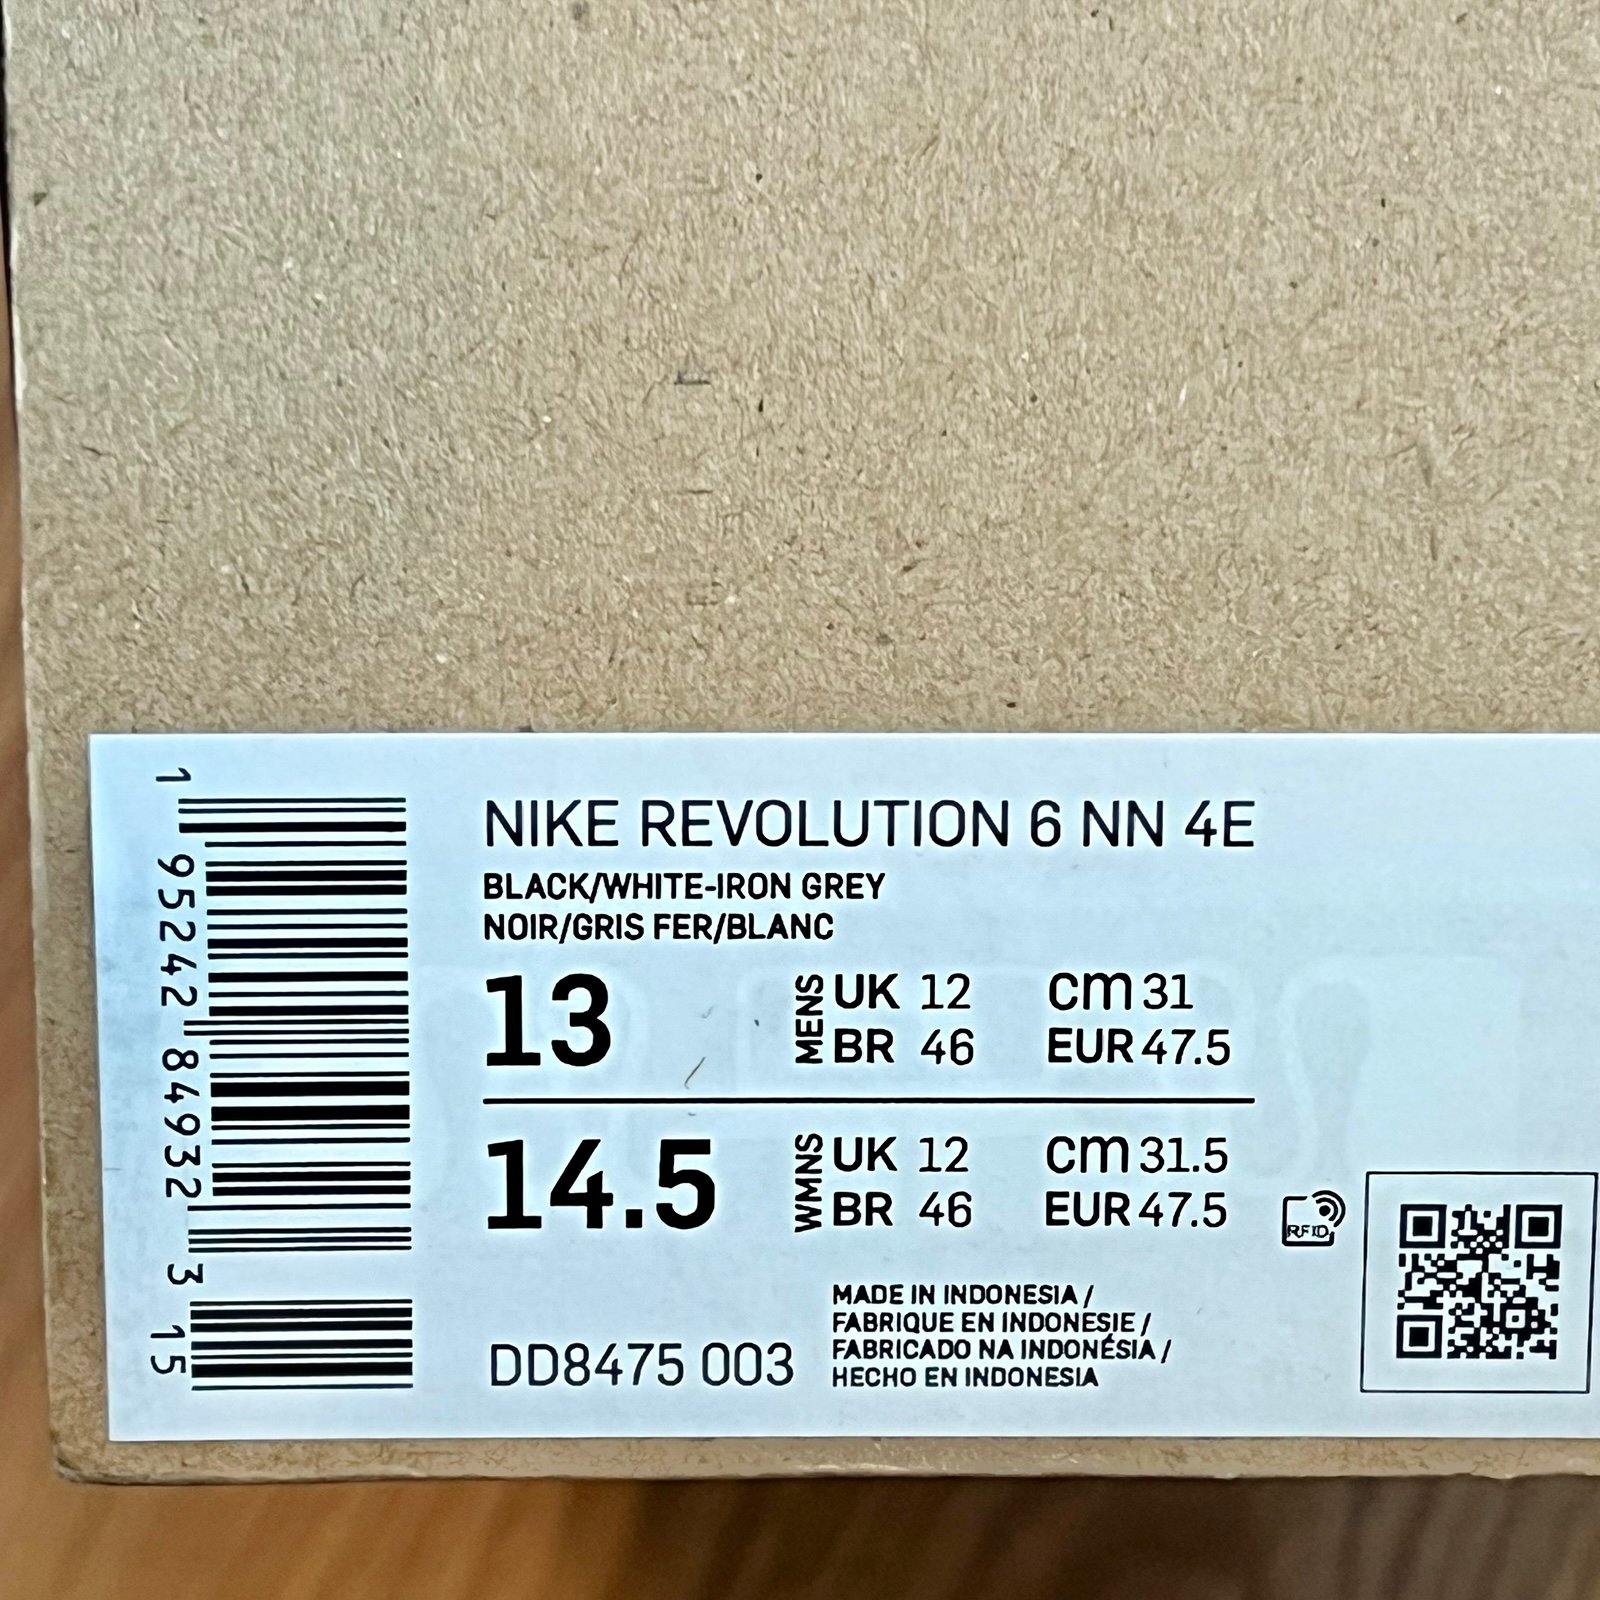 NIKE REVOLUTION 6 NN 4E
BLACK/WHITE-IRON GREY
NOIR/GRIS FER/BLANC
13 MENS UK 12 cm 31
BR 46 EUR 47.5
14.5 WMNS UK 12 cm 31.5
BR 46 EUR 47.5
RFID
DD8475 003
MADE IN INDONESIA /
FABRIQUE EN INDONESIE /
FABRICADO NA INDONÉSIA /
HECHO EN INDONESIA
1 95242 84932 3 15